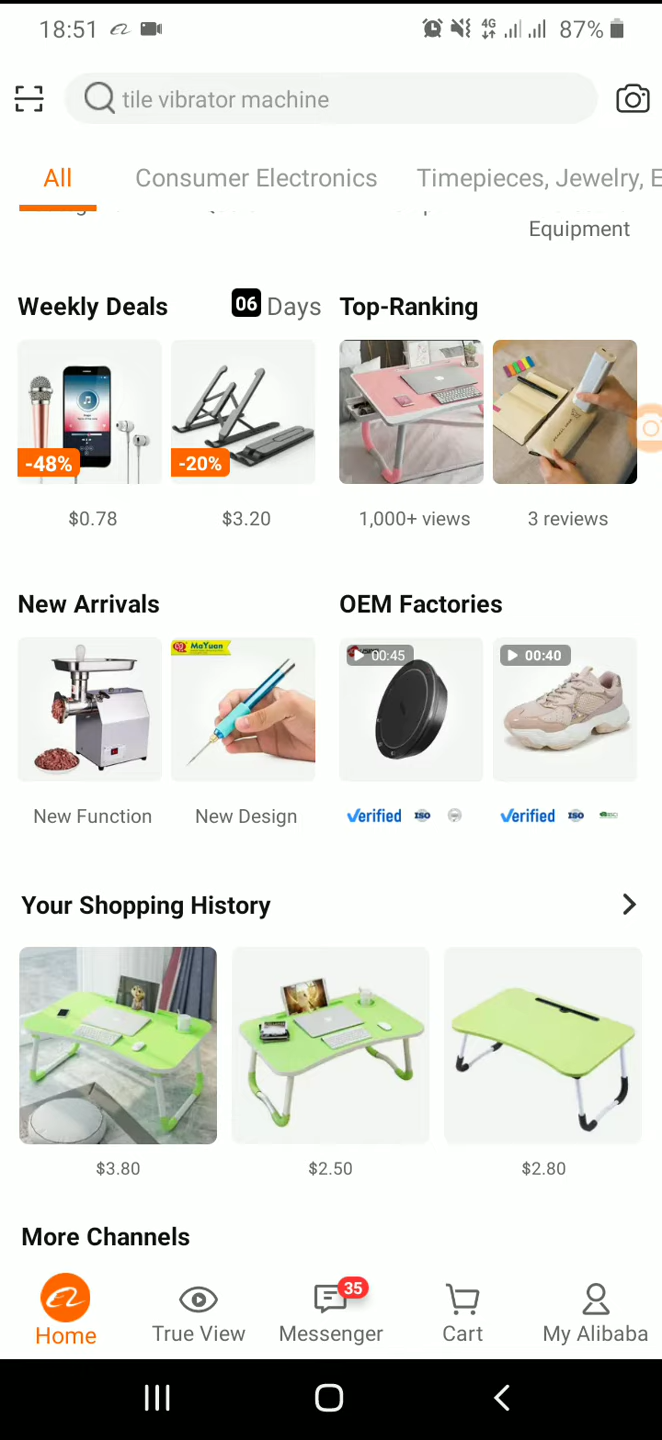 18:51
4G
87%
tile vibrator machine
All
Consumer Electronics
Timepieces, Jewelry, E
Equipment
Weekly Deals
06 Days
Top-Ranking
-48%
-20%
$0.78
$3.20
1,000+ views
3 reviews
New Arrivals
OEM Factories
MaYuan
00:45
00:40
New Function
New Design
Verified
ISO
Verified
ISO
Your Shopping History
$3.80
$2.50
$2.80
More Channels
35
Home
True View
Messenger
Cart
My Alibaba